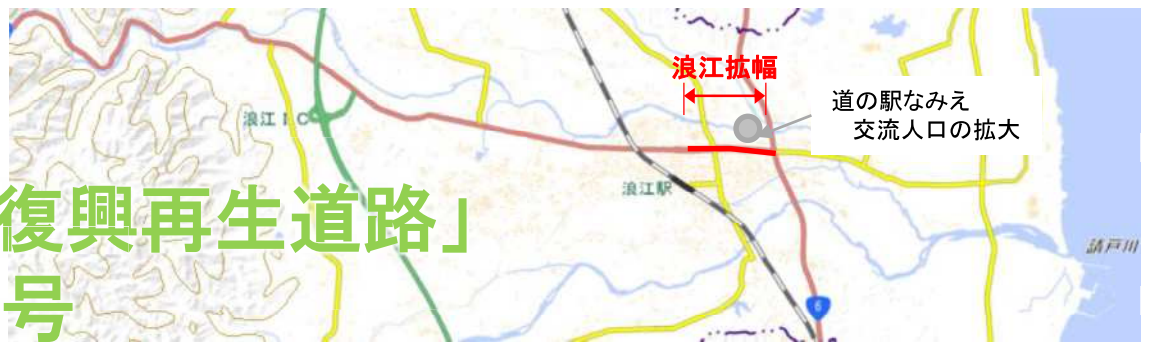 浪江拡幅
道の駅なみえ
交流人口の拡大
浪江IC
浪江駅
復興再生道路」
号
請戸川
6